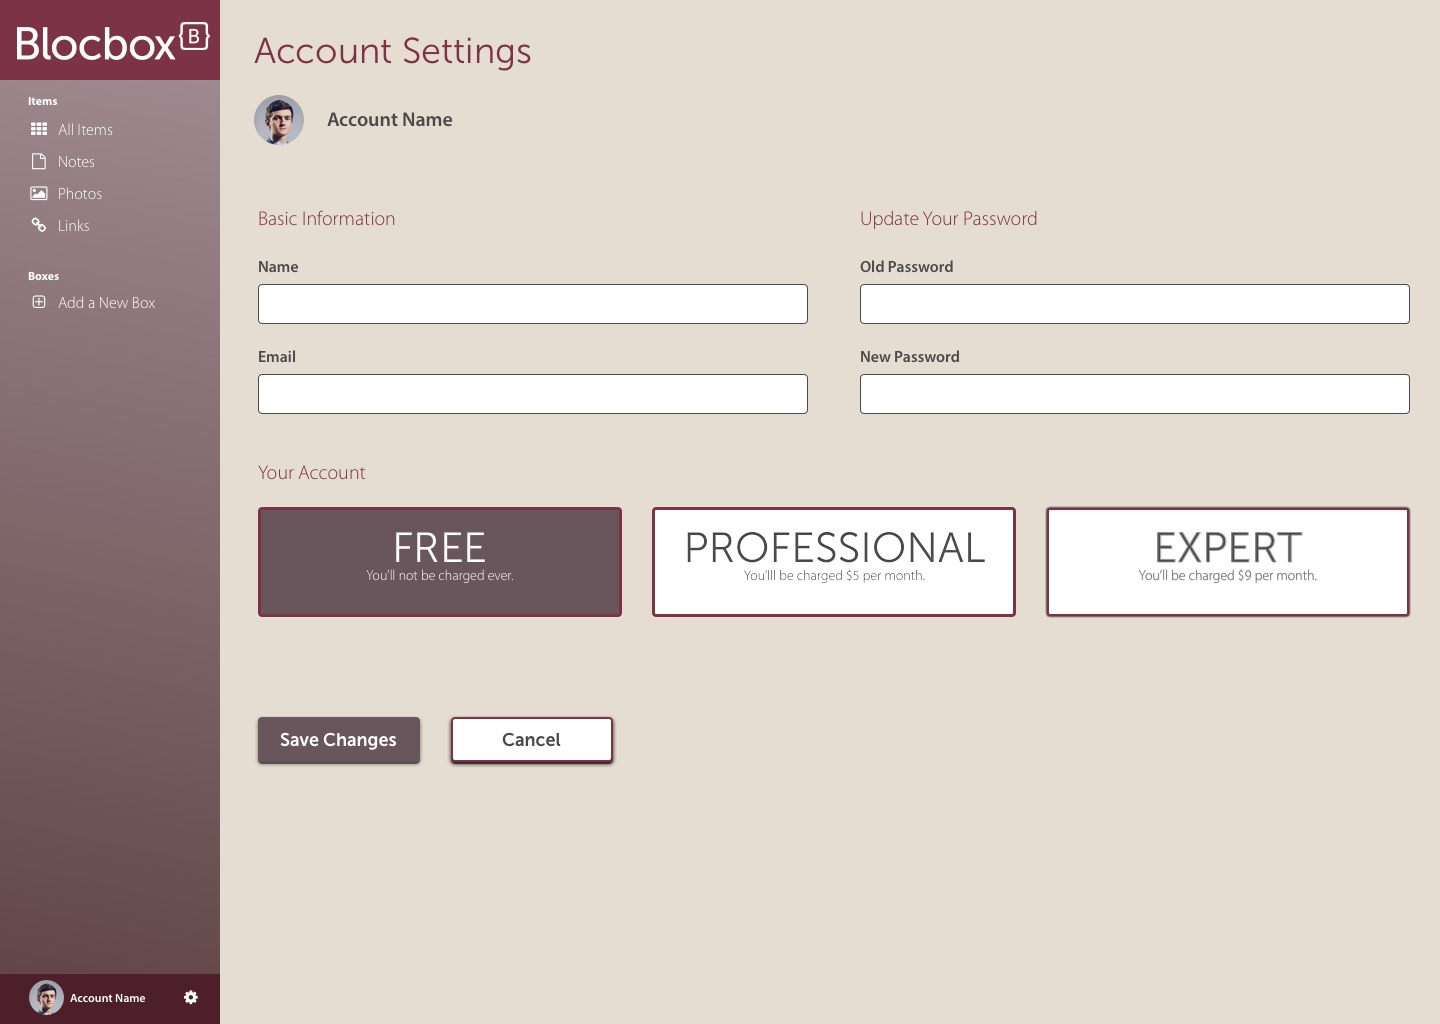 Blocbox {B}
Items
All Items
Notes
Photos
Links
Boxes
Add a New Box
Account Name
Account Settings
Account Name
Basic Information
Name
Email
Update Your Password
Old Password
New Password
Your Account
FREE
You'll not be charged ever.
PROFESSIONAL
You'lll be charged $5 per month.
EXPERT
You'll be charged $9 per month.
Save Changes
Cancel